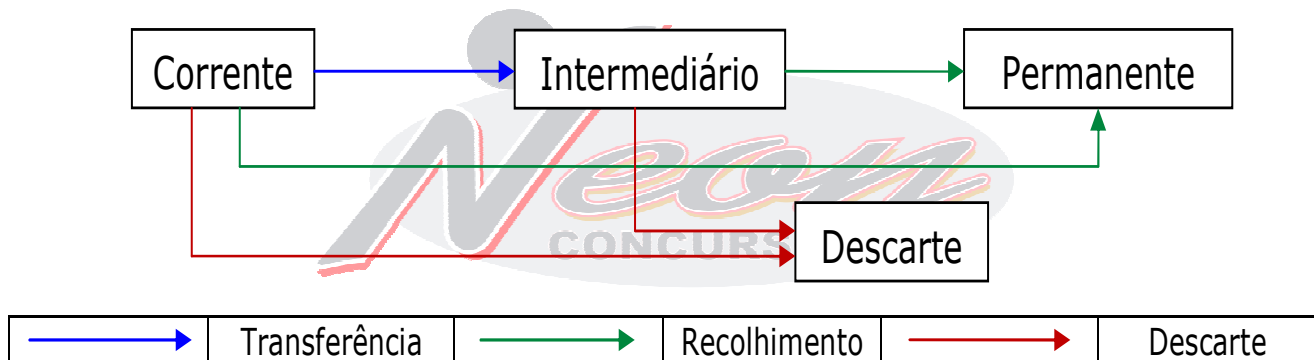 Corrente Intermediário Permanente
Neon
CONCURS
Descarte
Transferência Recolhimento Descarte